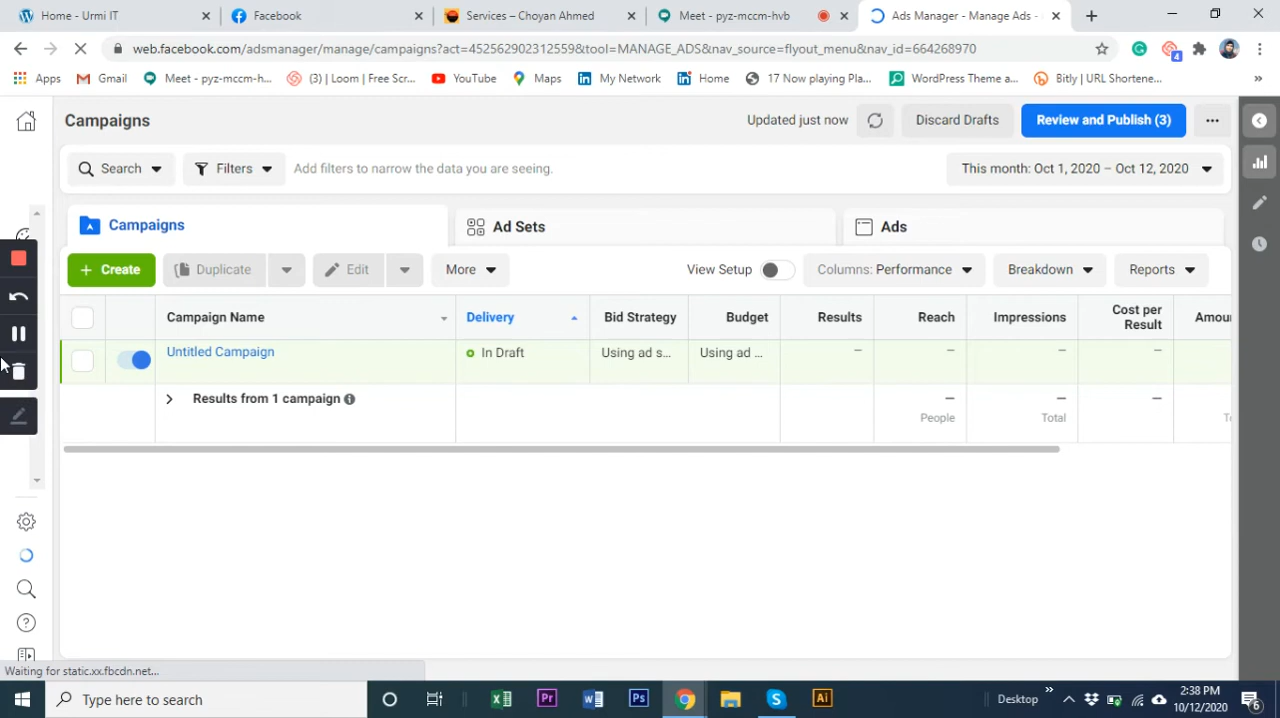 Home - Urmi IT
Facebook
Services – Choyan Ahmed
Meet - pyz-mccm-hvb
Ads Manager - Manage Ads -
web.facebook.com/adsmanager/manage/campaigns?act=452562902312559&tool=MANAGE_ADS&nav_source=flyout_menu&nav_id=664268970
4
Apps
Gmail
Meet - pyz-mccm-h...
(3) | Loom | Free Scr...
YouTube
Maps
My Network
Home
17 Now playing Pla...
WordPress Theme a...
Bitly | URL Shortene...
»
Campaigns
Updated just now
Discard Drafts
Review and Publish (3)
Search
Filters
Add filters to narrow the data you are seeing.
This month: Oct 1, 2020 – Oct 12, 2020
Campaigns
Ad Sets
Ads
+ Create
Duplicate
Edit
More
View Setup
Columns: Performance
Breakdown
Reports
Campaign Name
Delivery
Bid Strategy
Budget
Results
Reach
Impressions
Cost per
Result
Amou
Untitled Campaign
In Draft
Using ad s...
Using ad ...
—
—
—
—
Results from 1 campaign
—
—
—
People
Total
To
Waiting for static.xx.fbcdn.net...
Type here to search
Desktop
»
2:38 PM
10/12/2020
6